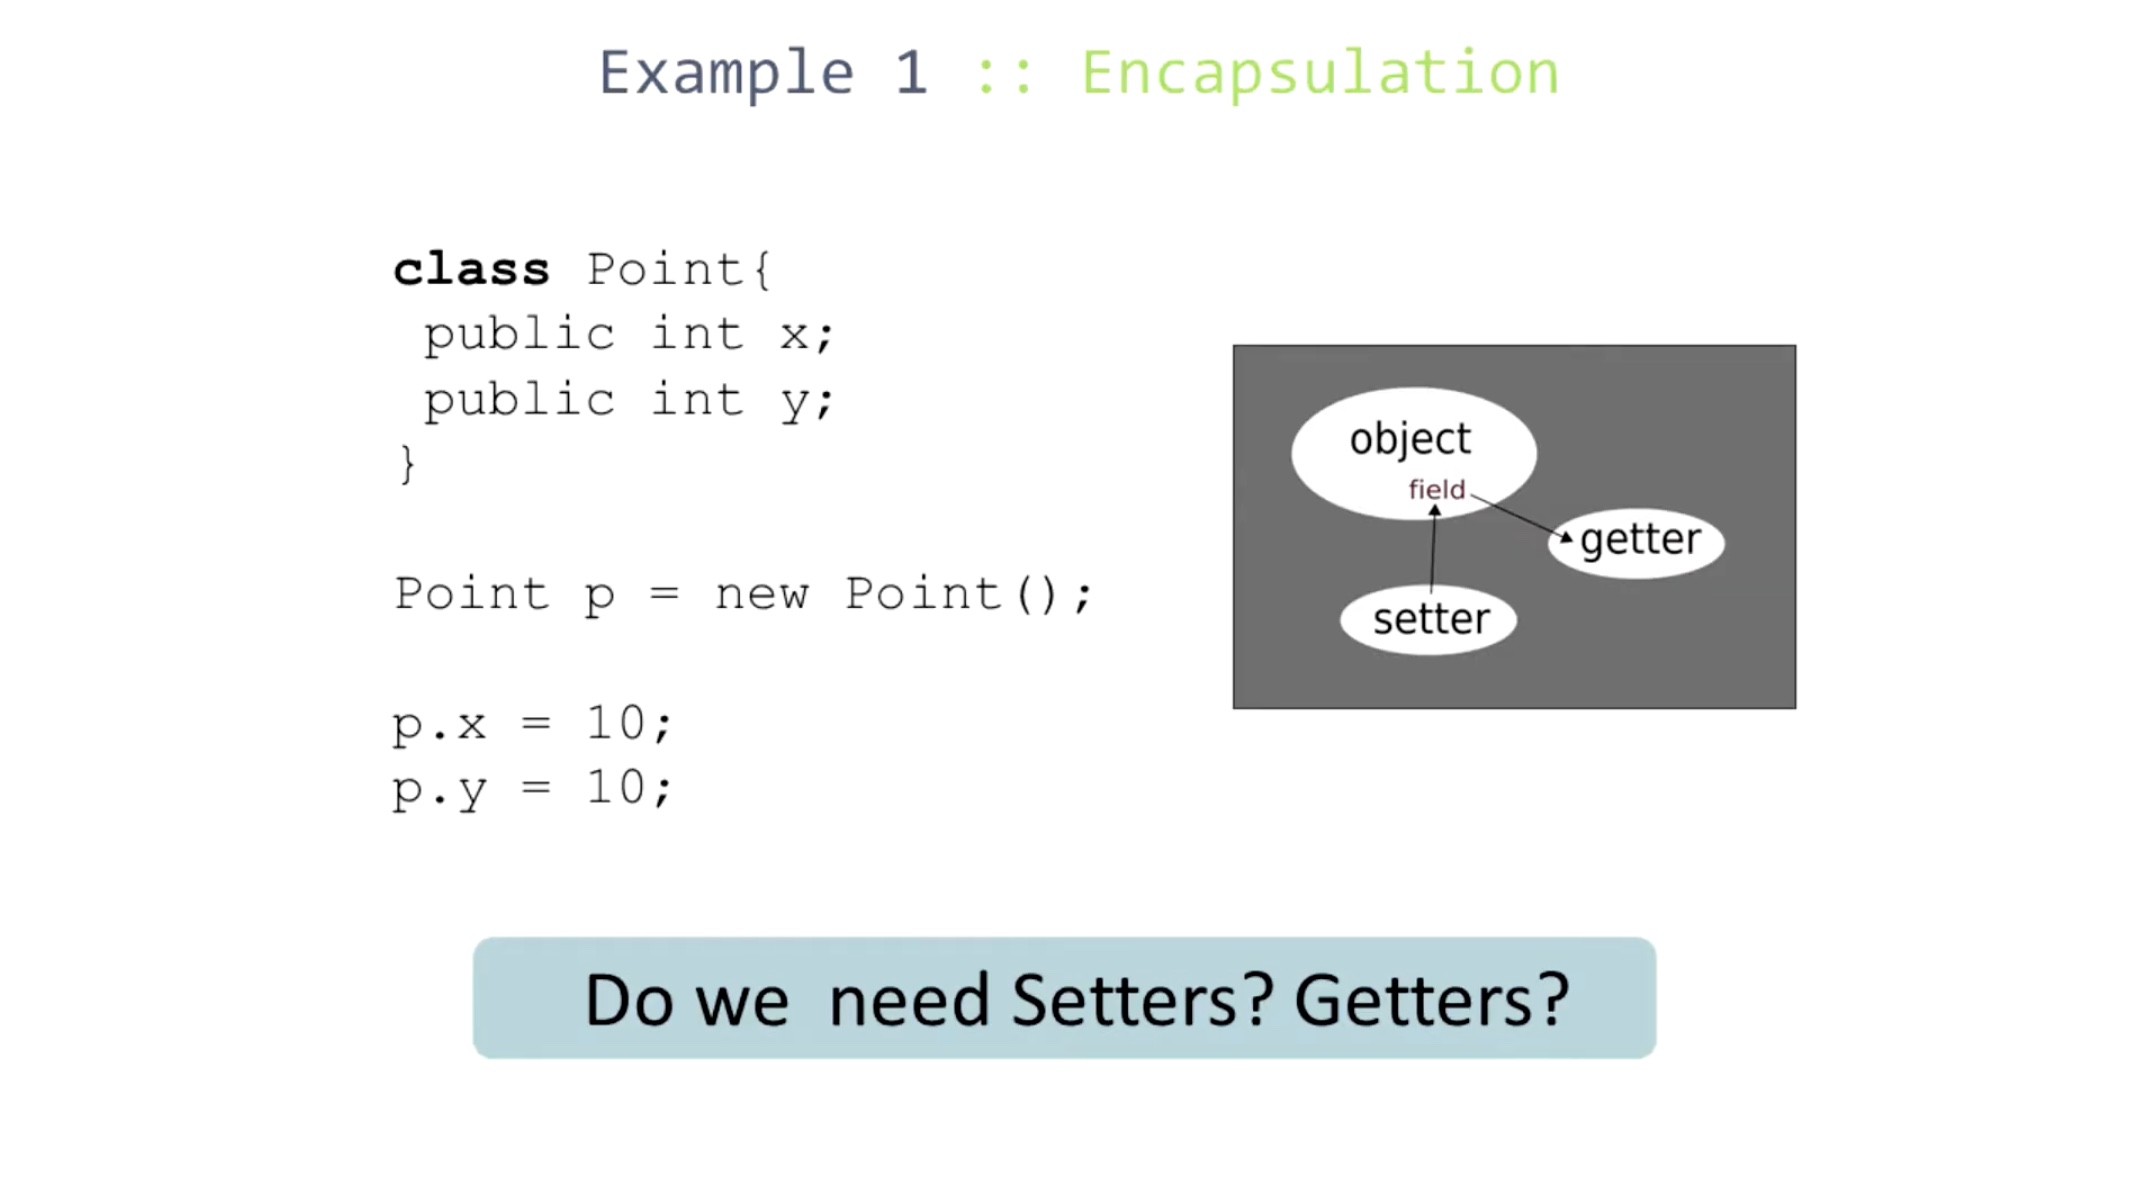 Example 1 :: Encapsulation
class Point{
public int x;
public int y;
}
Point p = new Point();
p.x = 10;
p.y = 10;
object
field
getter
setter
Do we  need Setters? Getters?